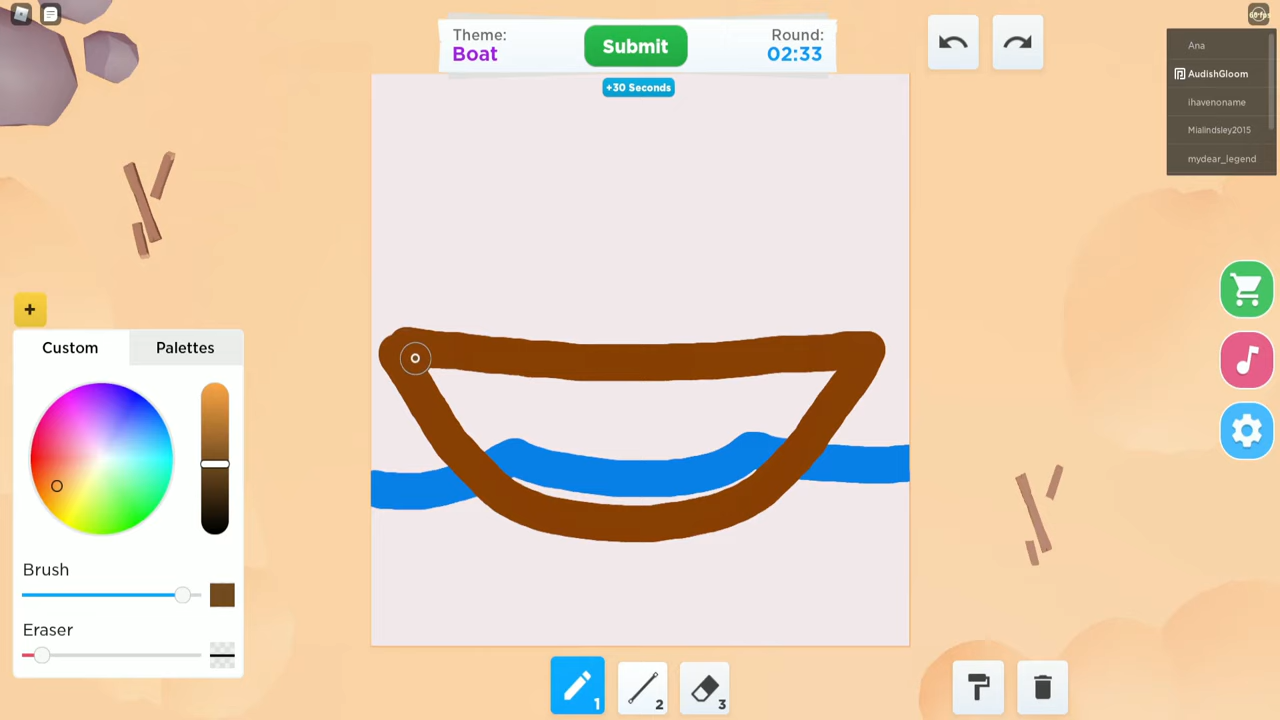 Theme:
Boat
Submit
Round:
02:33
+30 Seconds
Ana
AudishGloom
ihavenoname
Mialindsley2015
mydear_legend
+
Custom
Palettes
Brush
Eraser
1
2
3